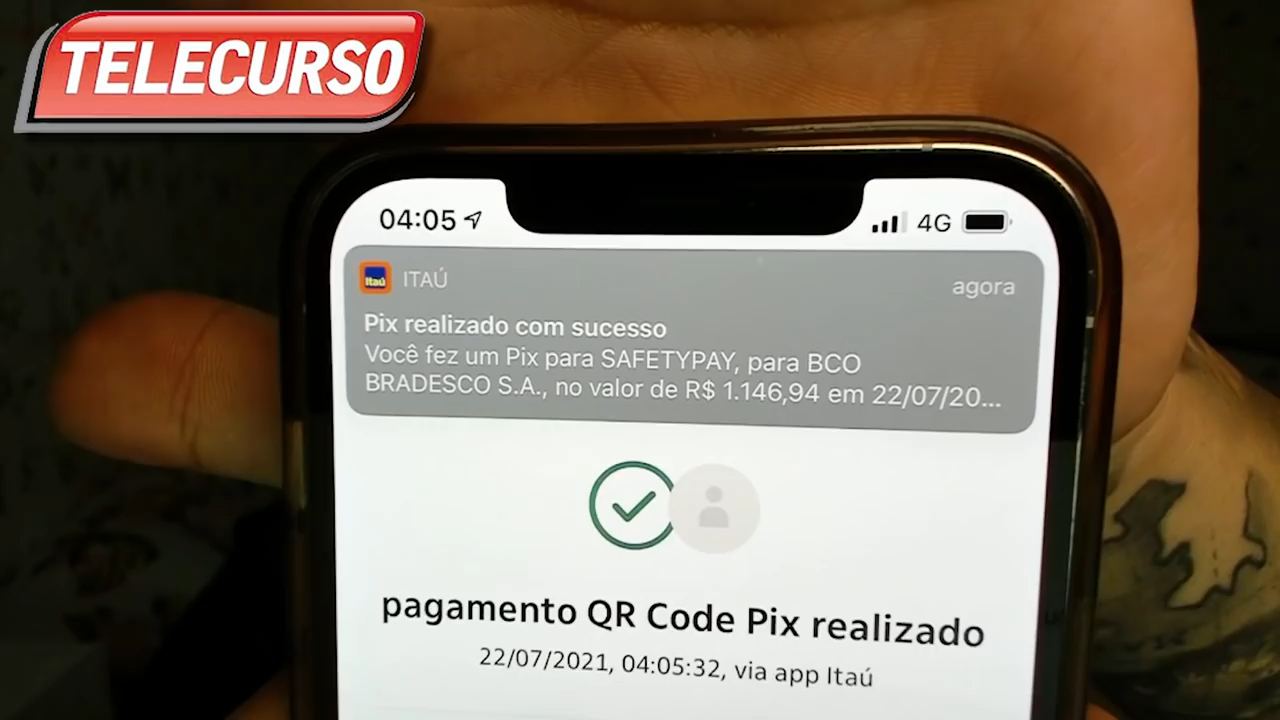 TELECURSO
04:05
4G
Itaú
ITAÚ
agora
Pix realizado com sucesso
Você fez um Pix para SAFETYPAY, para BCO
BRADESCO S.A., no valor de R$ 1.146,94 em 22/07/20...
pagamento QR Code Pix realizado
22/07/2021, 04:05:32, via app Itaú